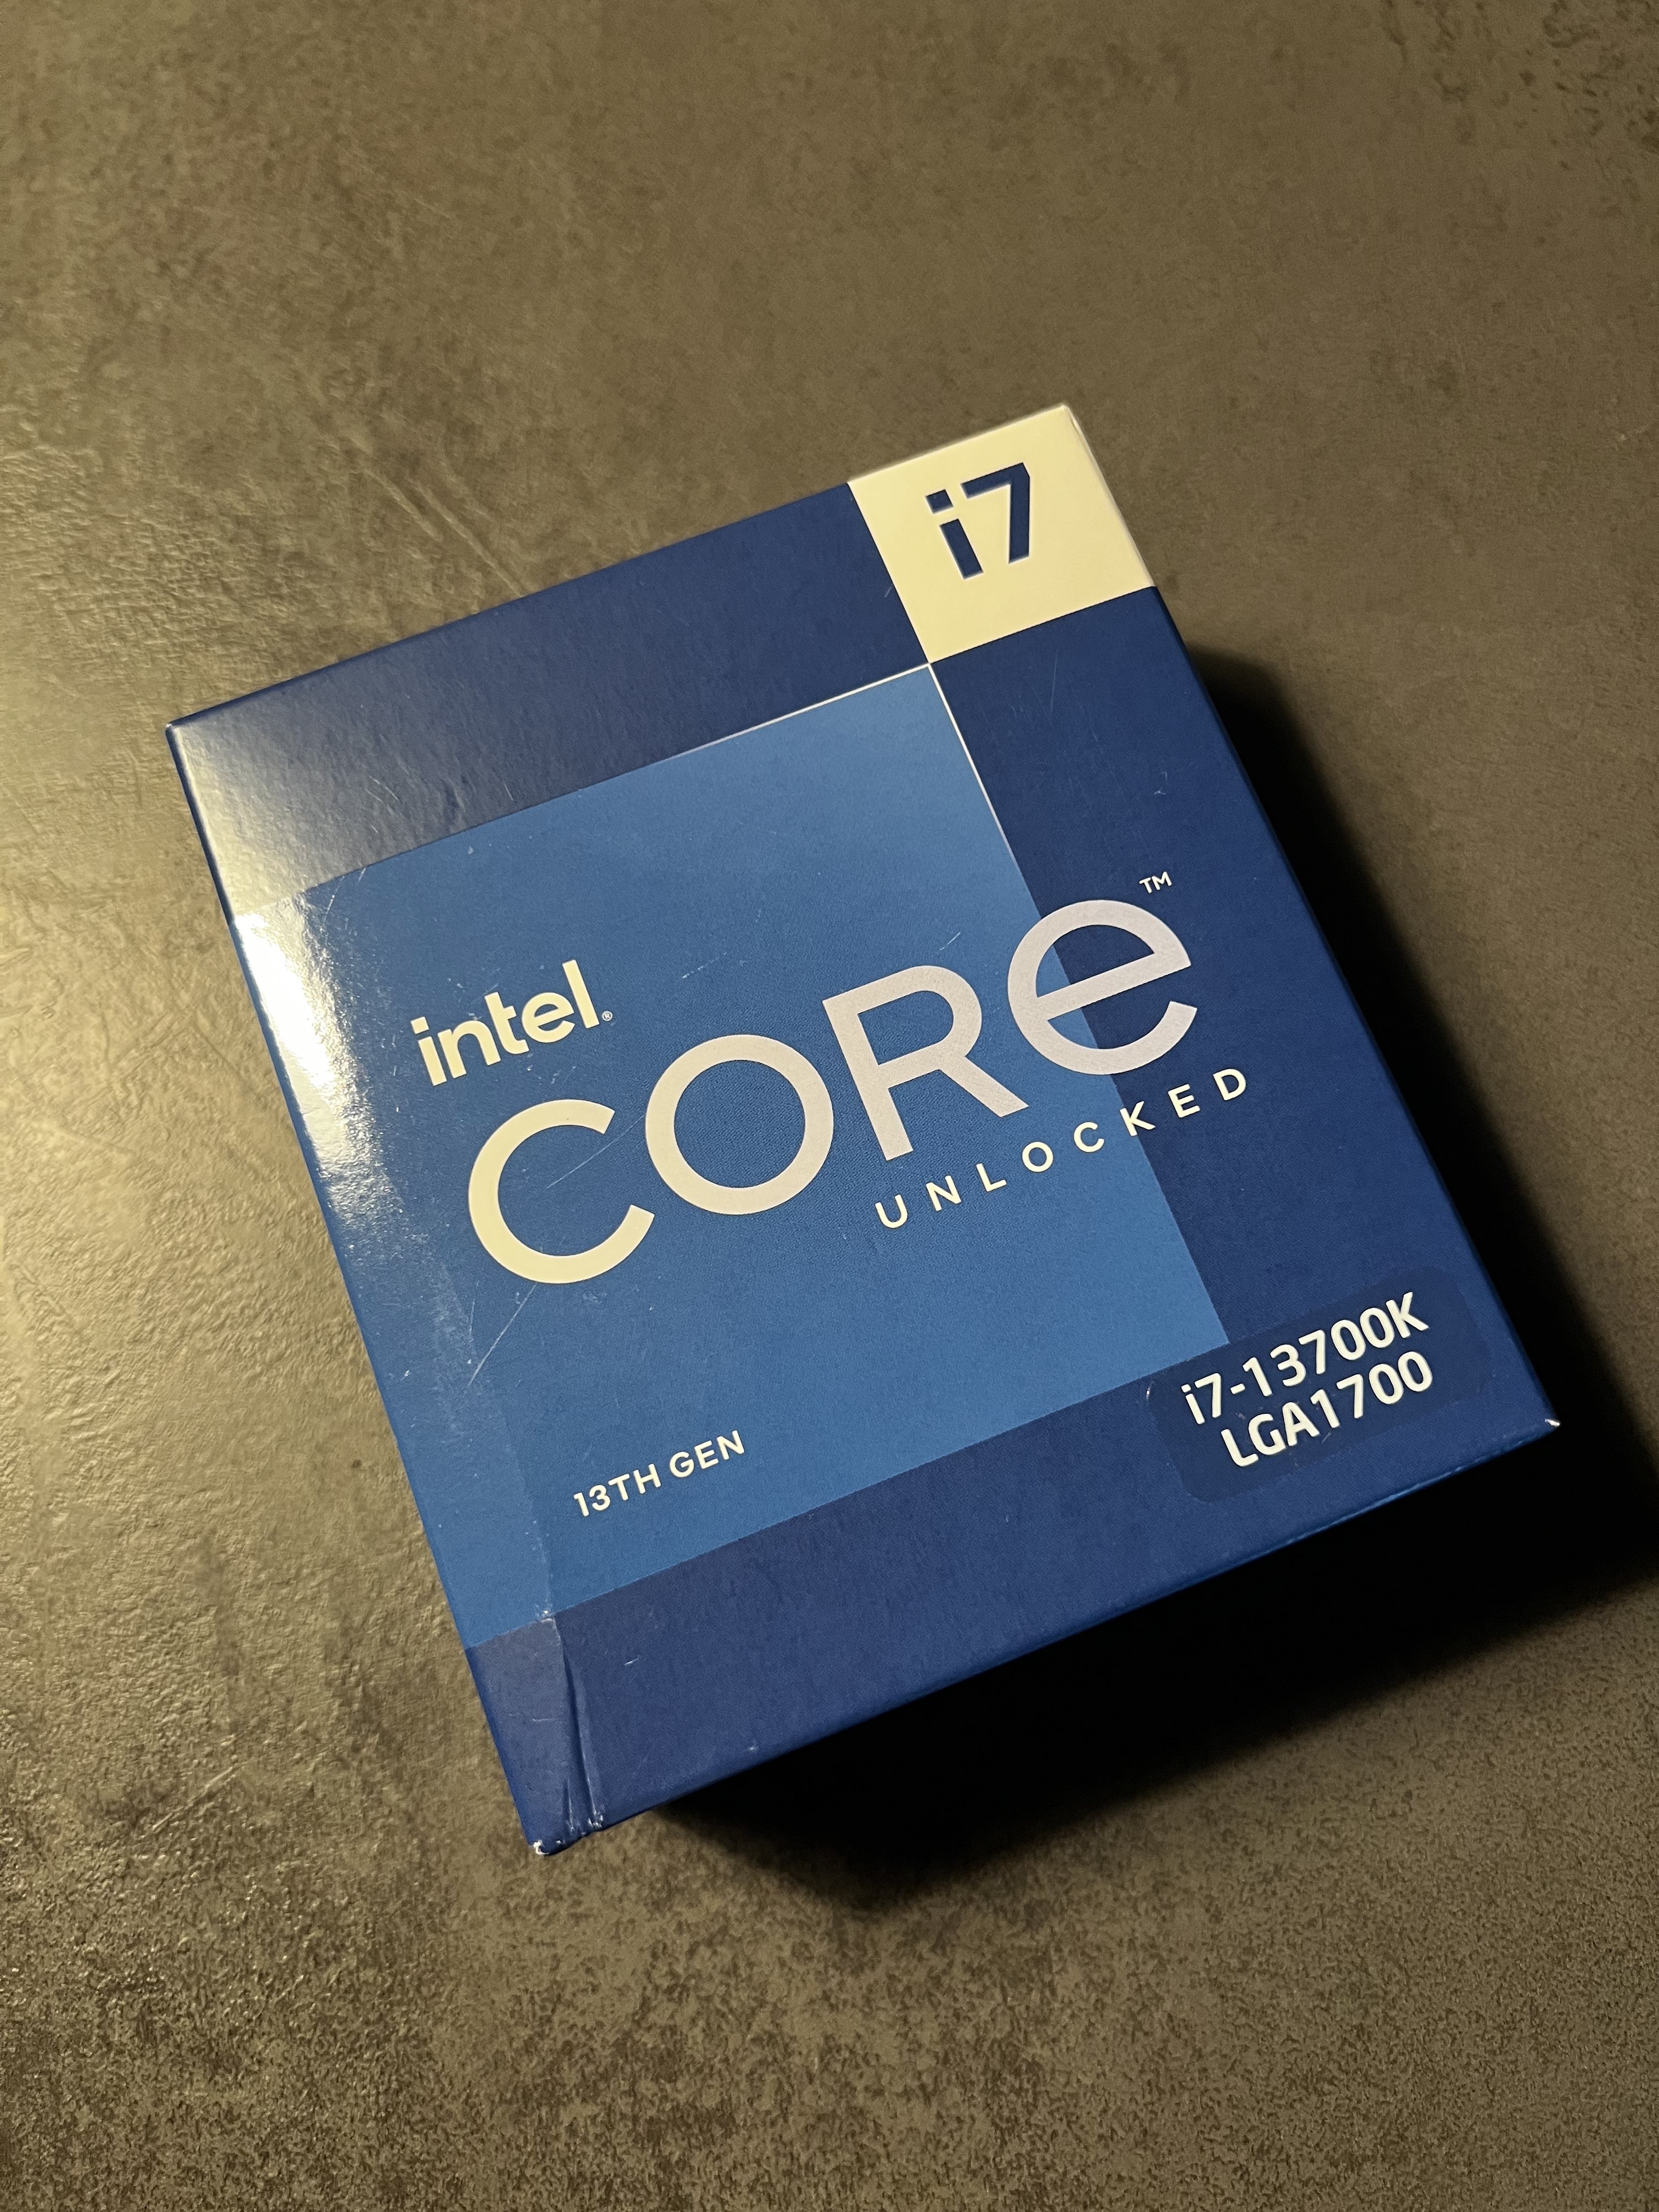 i7
intel®
CORe™
UNLOCKED
13TH GEN
i7-13700K
LGA1700